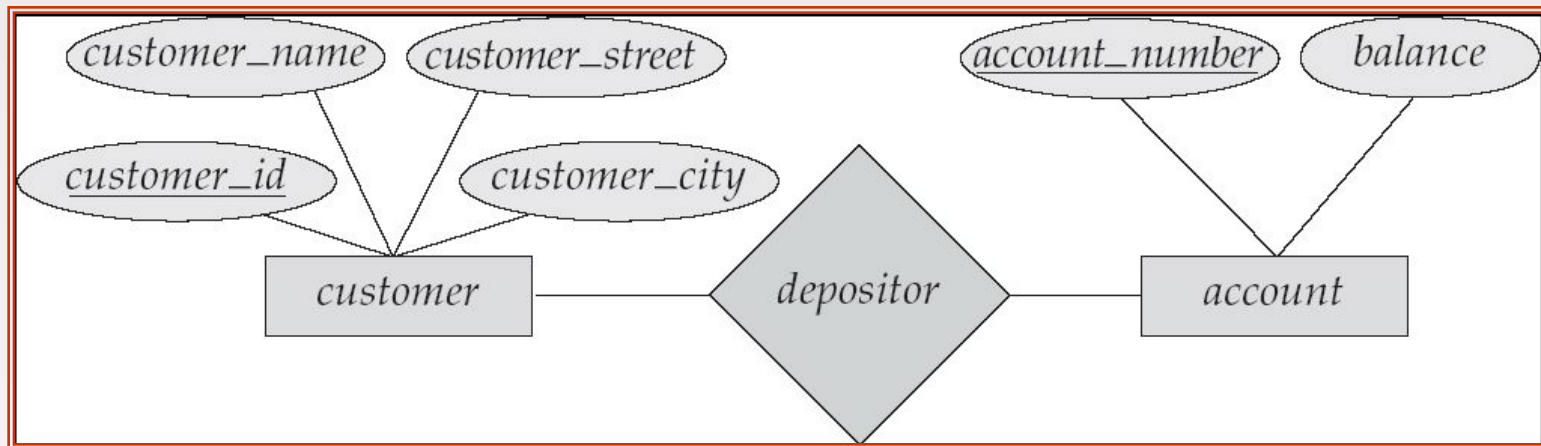 customer_name customer_street account_number balance
customer_id customer_city
customer depositor account